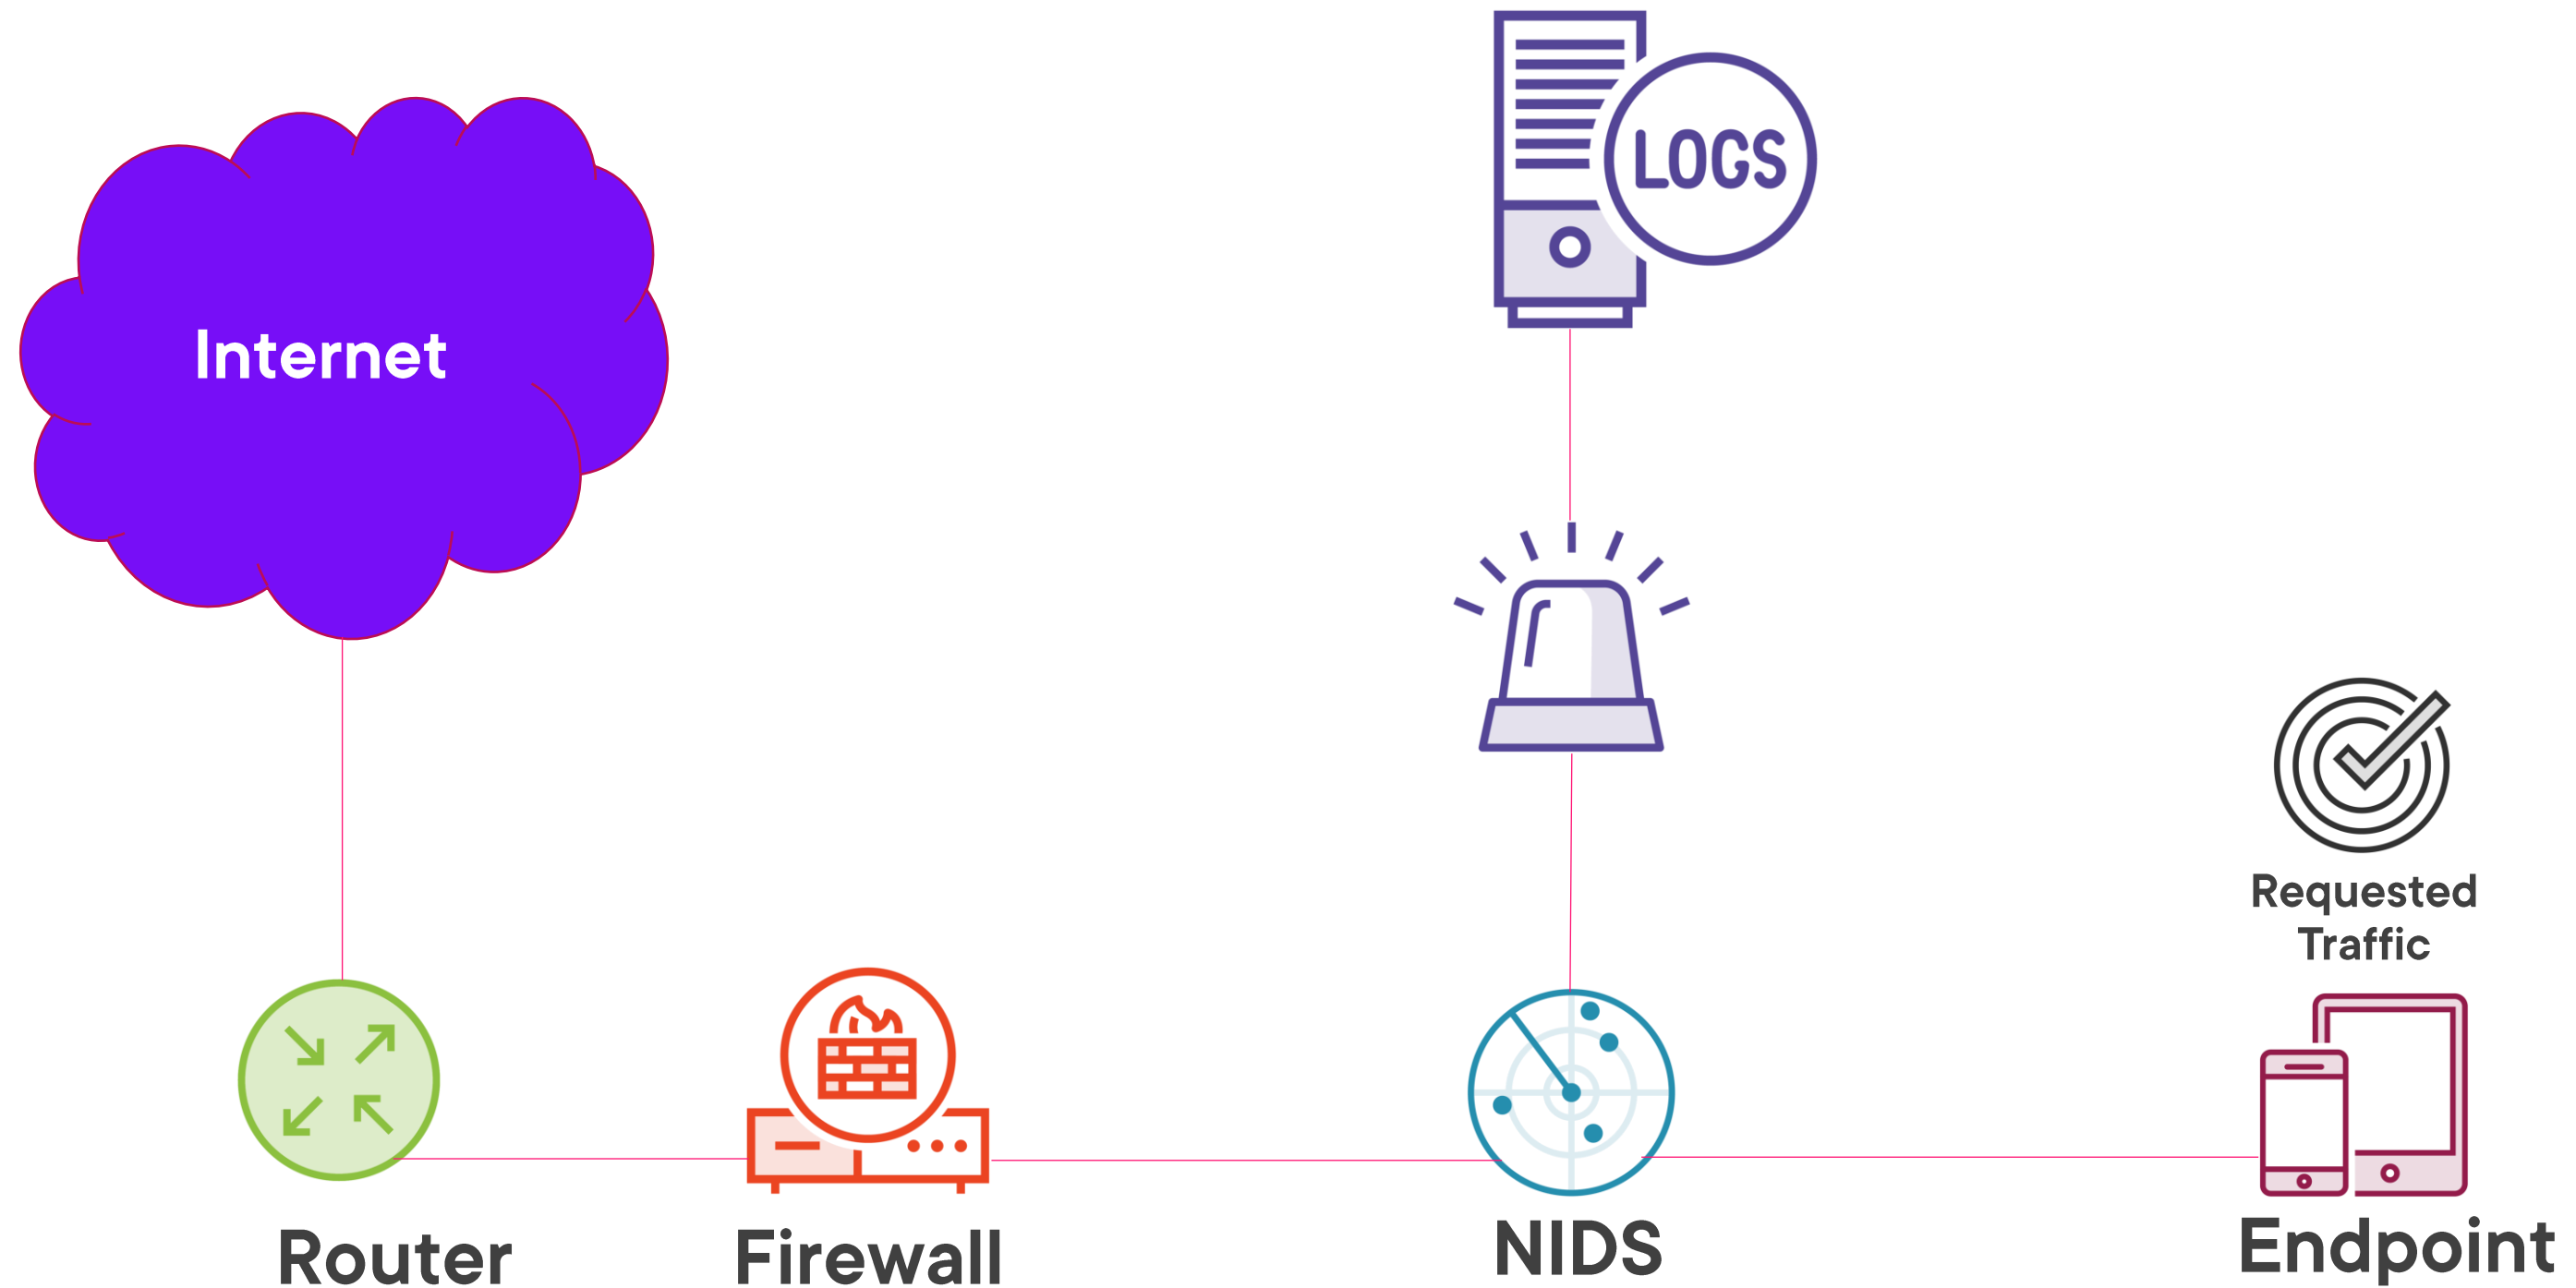 LOGS
Internet
Requested
Traffic
Router
Firewall
NIDS
Endpoint